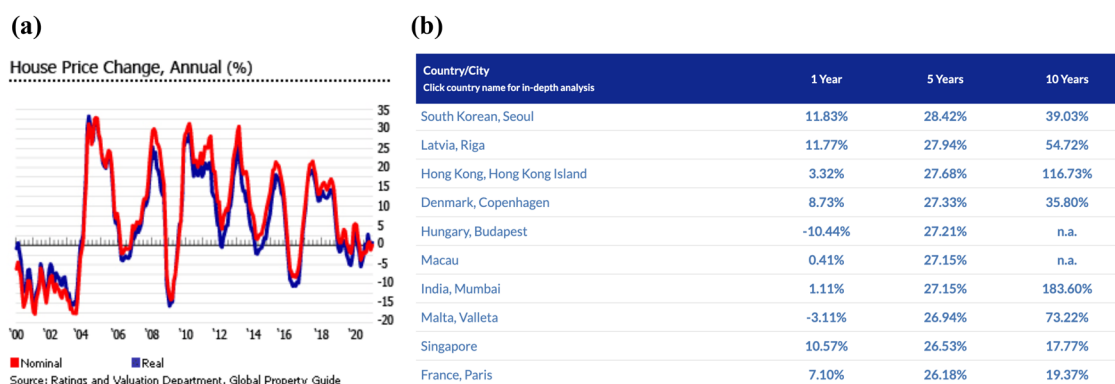 (a)
House Price Change, Annual (%)
35
30
25
20
15
10
5
0
-5
-10
-15
-20
'00 '02 '04 '06 '08 '10 '12 '14 '16 '18 '20
Nominal Real
Source: Ratings and Valuation Department, Global Property Guide
(b)
Country/City 1 Year 5 Years 10 Years
Click country name for in-depth analysis
South Korean, Seoul 11.83% 28.42% 39.03%
Latvia, Riga 11.77% 27.94% 54.72%
Hong Kong, Hong Kong Island 3.32% 27.68% 116.73%
Denmark, Copenhagen 8.73% 27.33% 35.80%
Hungary, Budapest -10.44% 27.21% n.a.
Macau 0.41% 27.15% n.a.
India, Mumbai 1.11% 27.15% 183.60%
Malta, Valleta -3.11% 26.94% 73.22%
Singapore 10.57% 26.53% 17.77%
France, Paris 7.10% 26.18% 19.37%